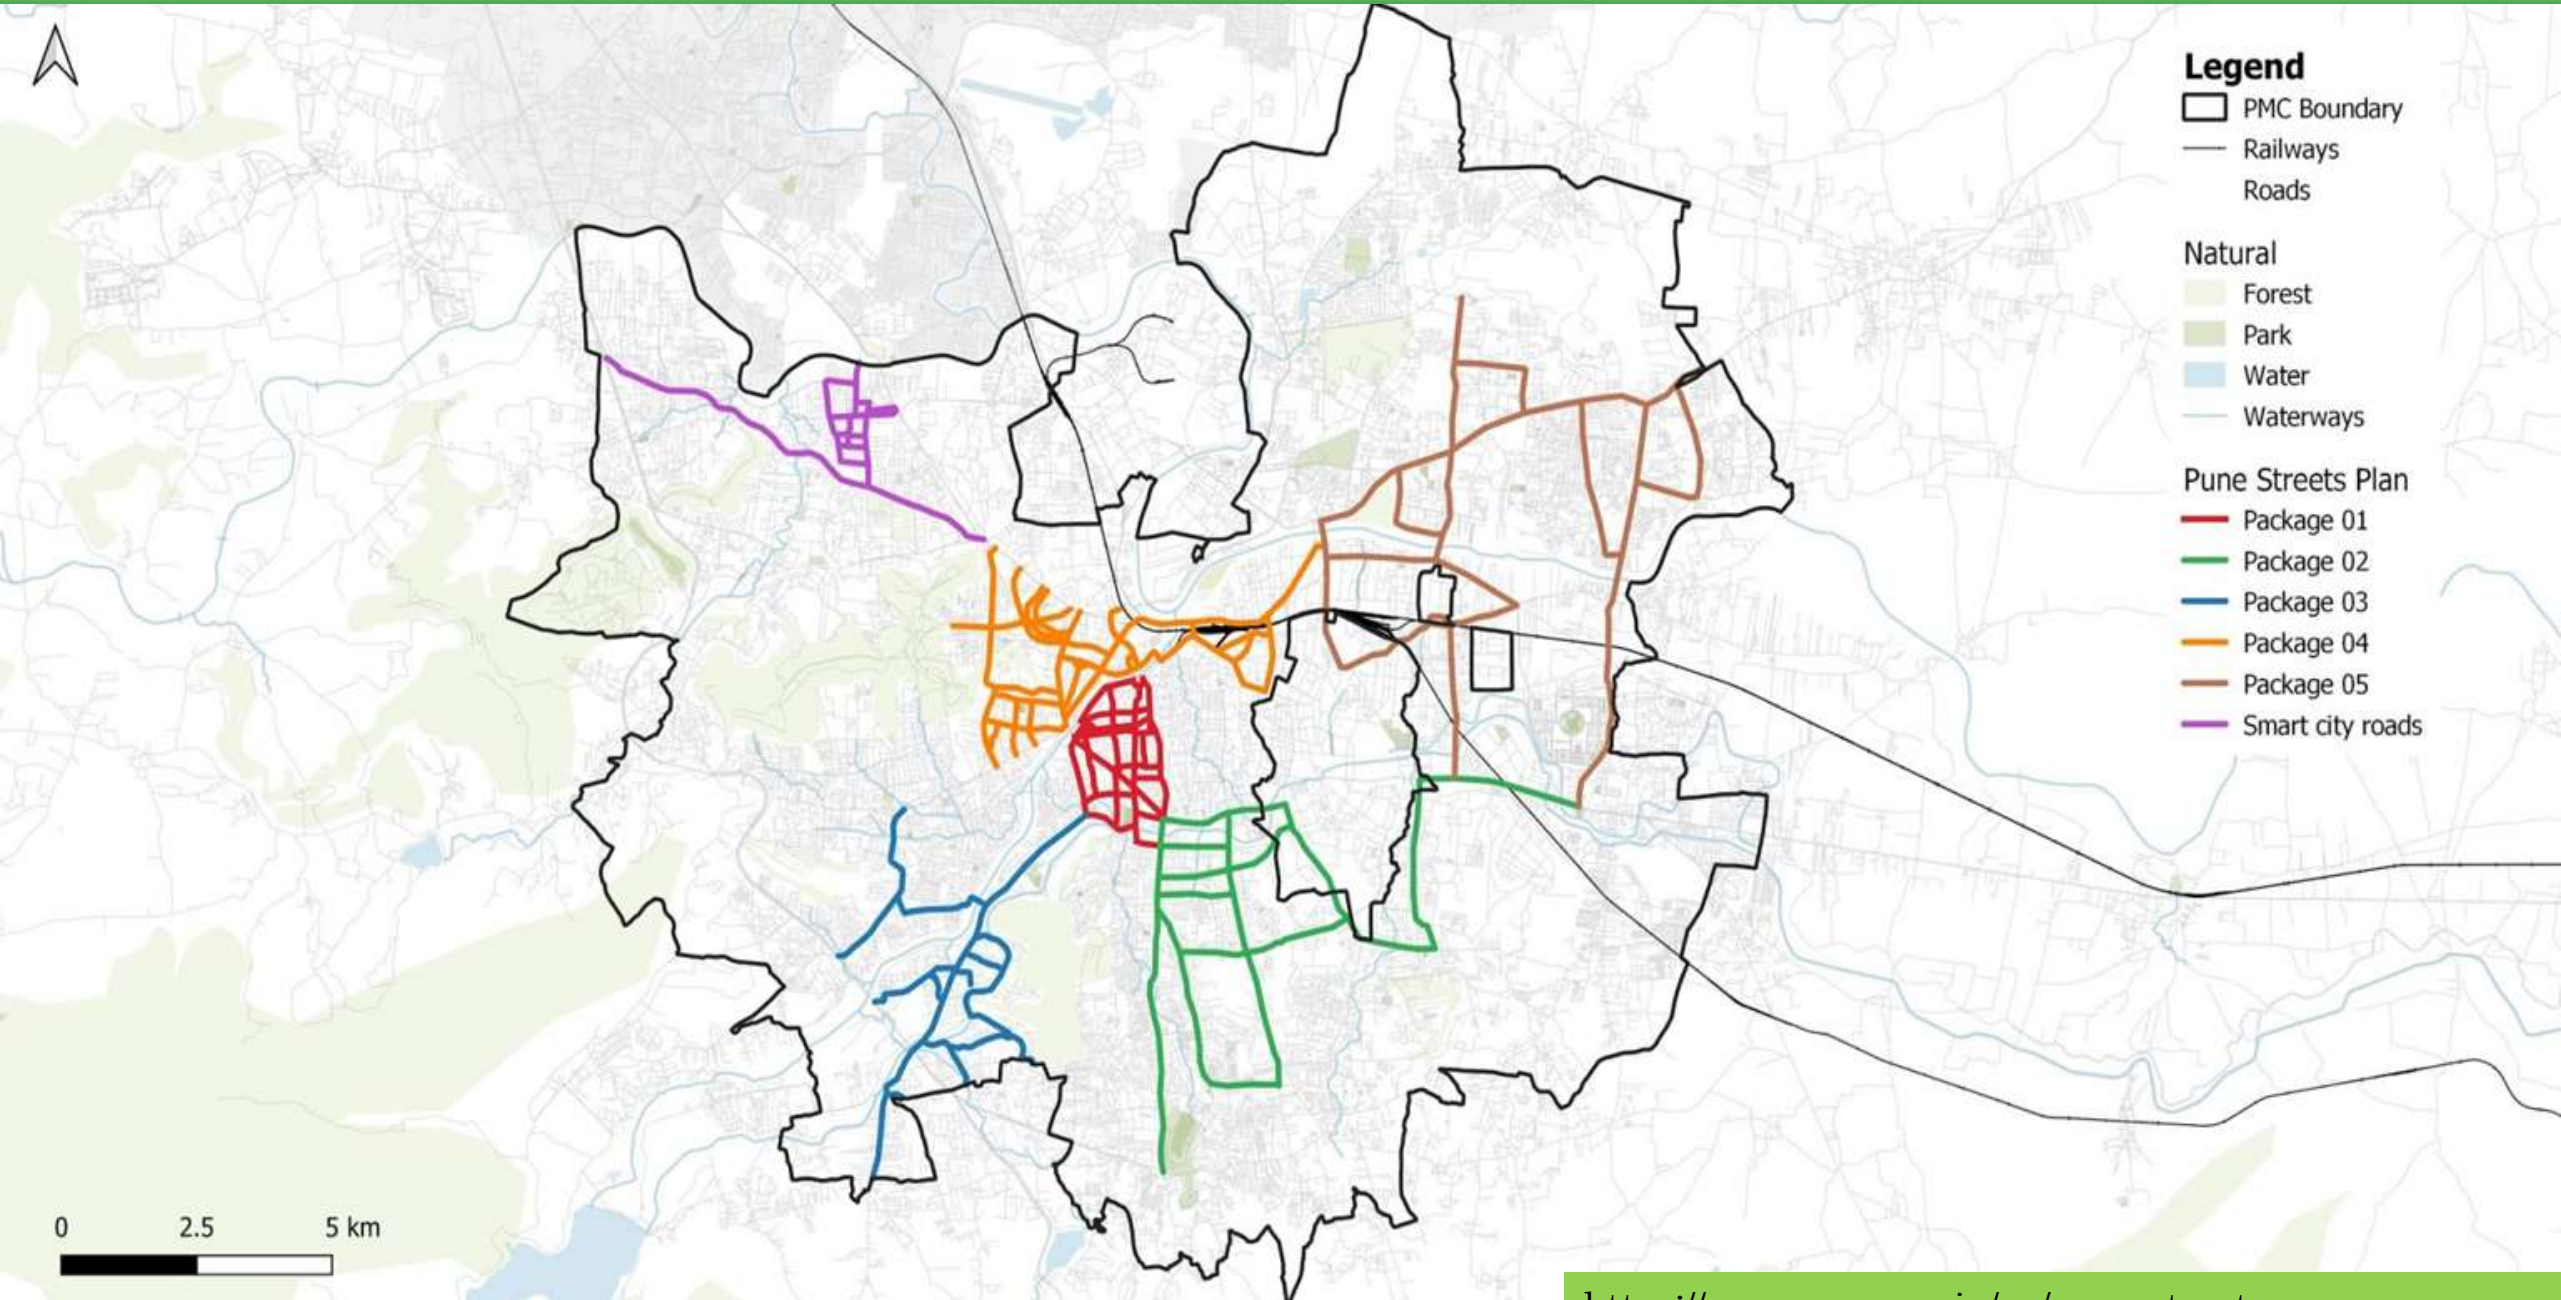 Legend
PMC Boundary
Railways
Roads
Natural
Forest
Park
Water
Waterways
Pune Streets Plan
Package 01
Package 02
Package 03
Package 04
Package 05
Smart city roads
0 2.5 5 km